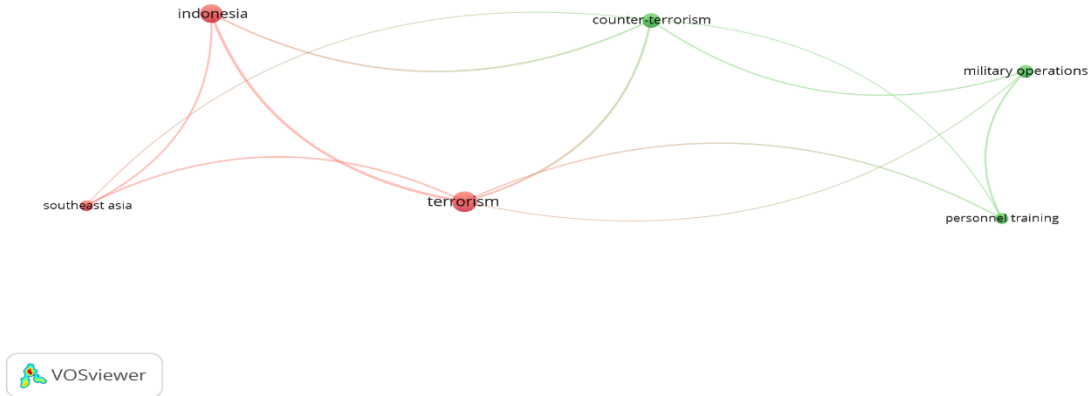 indonesia
counter-terrorism
military operations
southeast asia
terrorism
personnel training
VOSviewer